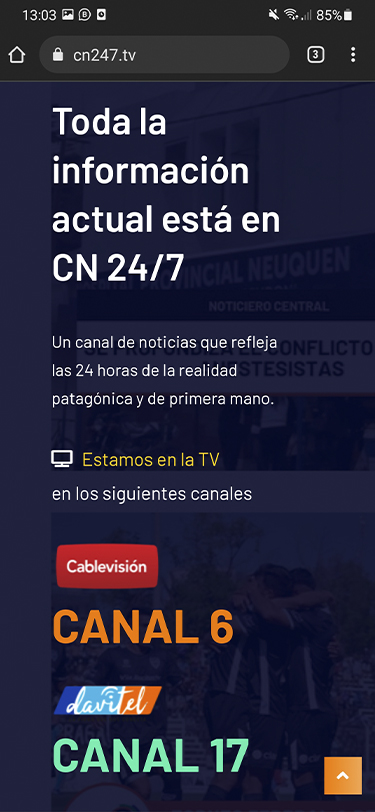 13:03
85%
cn247.tv
3
Toda la
información
actual está en
CN 24/7
PROVINCIAL NEUQUEN
NOTICIERO CENTRAL
Un canal de noticias que refleja
las 24 horas de la realidad
patagónica y de primera mano.
Estamos en la TV
en los siguientes canales
Cablevisión
CANAL 6
davitel
CANAL 17